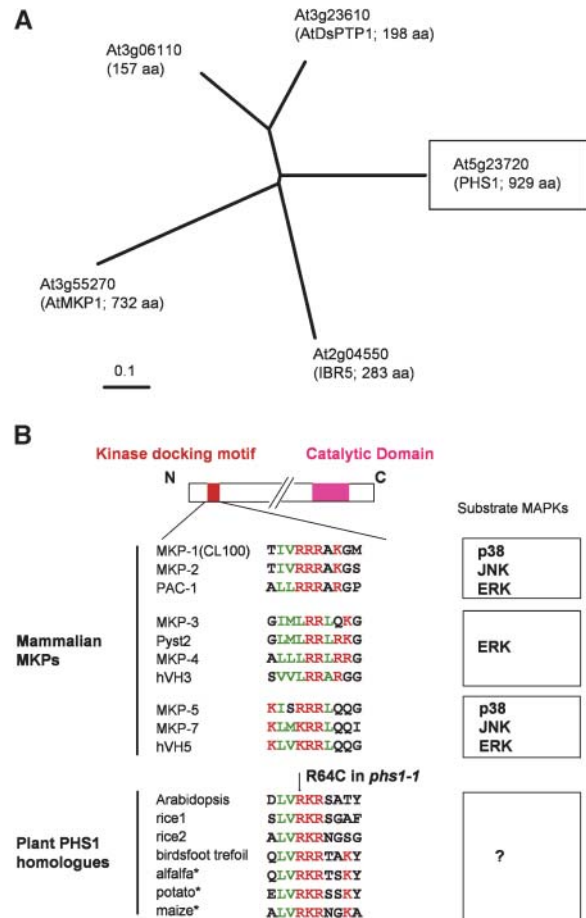 A
At3g06110
(157 aa)
At3g23610
(AtDsPTP1; 198 aa)
At5g23720
(PHS1; 929 aa)
At3g55270
(AtMKP1; 732 aa)
At2g04550
(IBR5; 283 aa)
0.1
B
Kinase docking motif
Catalytic Domain
N
C
Substrate MAPKs
Mammalian MKPs
MKP-1(CL100) TIVRRRAKGM
MKP-2 TIVRRRAKGS
PAC-1 ALLRRRARGP
p38
JNK
ERK
MKP-3 GIMLRRLQKG
Pyst2 GLMLRRLRKG
MKP-4 ALLLRRLRRG
hVH3 SVVLRRARGG
ERK
MKP-5 KISRRRLQQG
MKP-7 KLMKRRLQQI
hVH5 KLVKRRLQQG
p38
JNK
ERK
R64C in phs1-1
Plant PHS1 homologues
Arabidopsis DLVRKRSATY
rice1 SLVRKRSGAF
rice2 ALVRKRNGSG
birdsfoot trefoil QLVRRRTAKY
alfalfa* QLVRKRTSKY
potato* ELVRKRSSKY
maize* ALVRKRNGKA
?